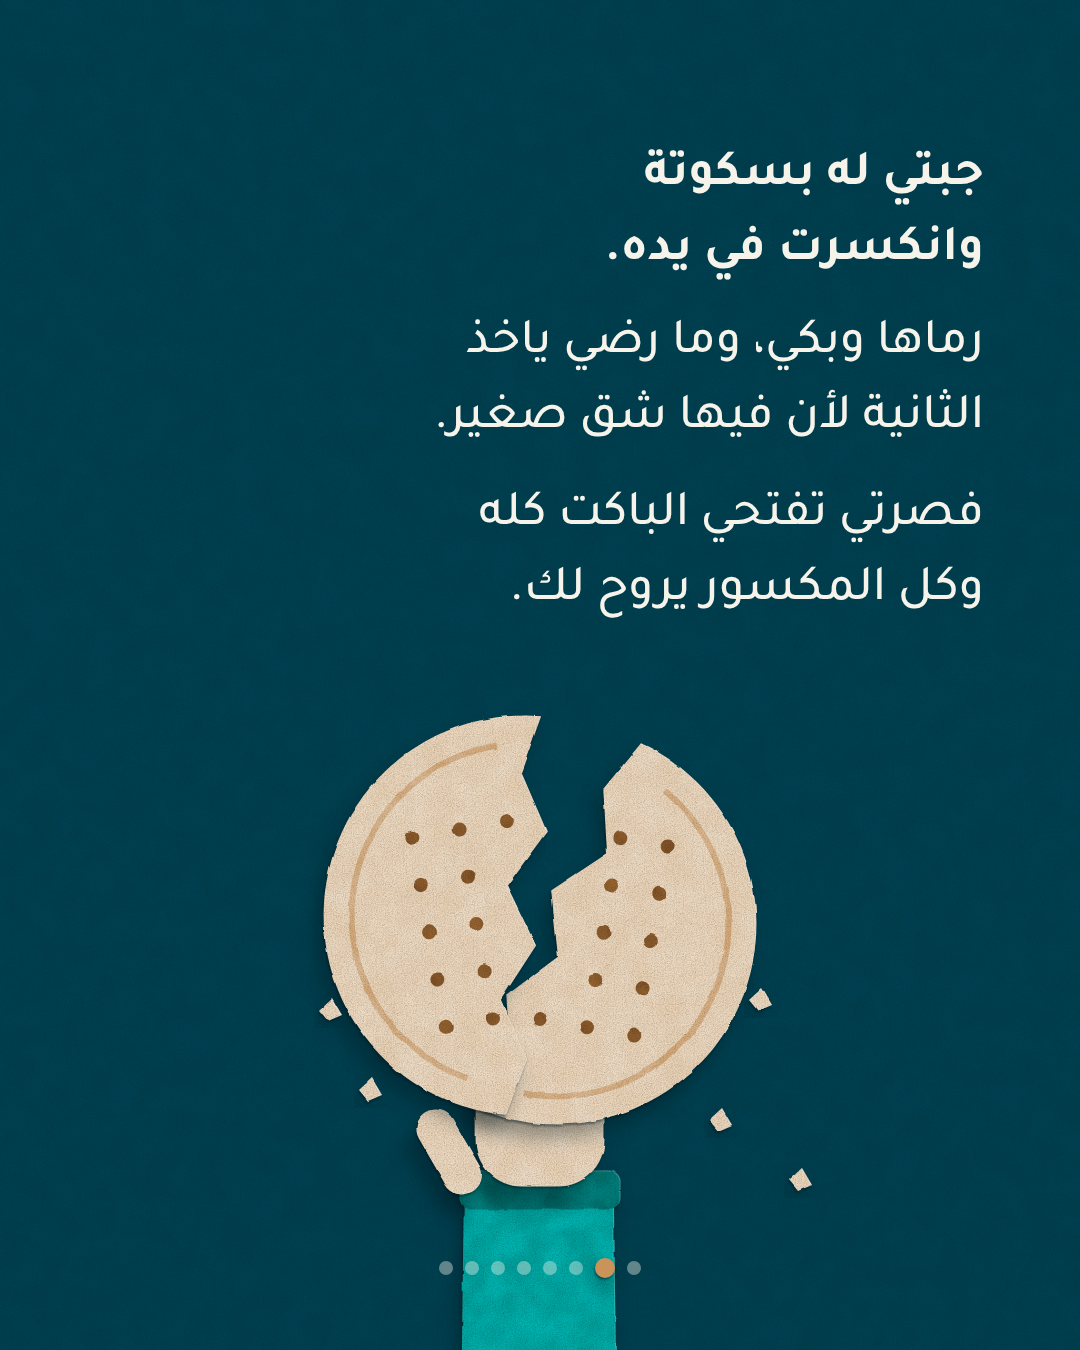 جبتي له بسكوتة
وانكسرت في يده.
رماها وبكي، وما رضي ياخذ
الثانية لأن فيها شق صغير.
فصرتي تفتحي الباكت كله
وكل المكسور يروح لك.